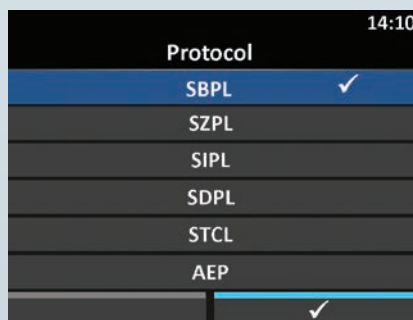 14:10
Protocol
SBPL ✓
SZPL
SIPL
SDPL
STCL
AEP
✓